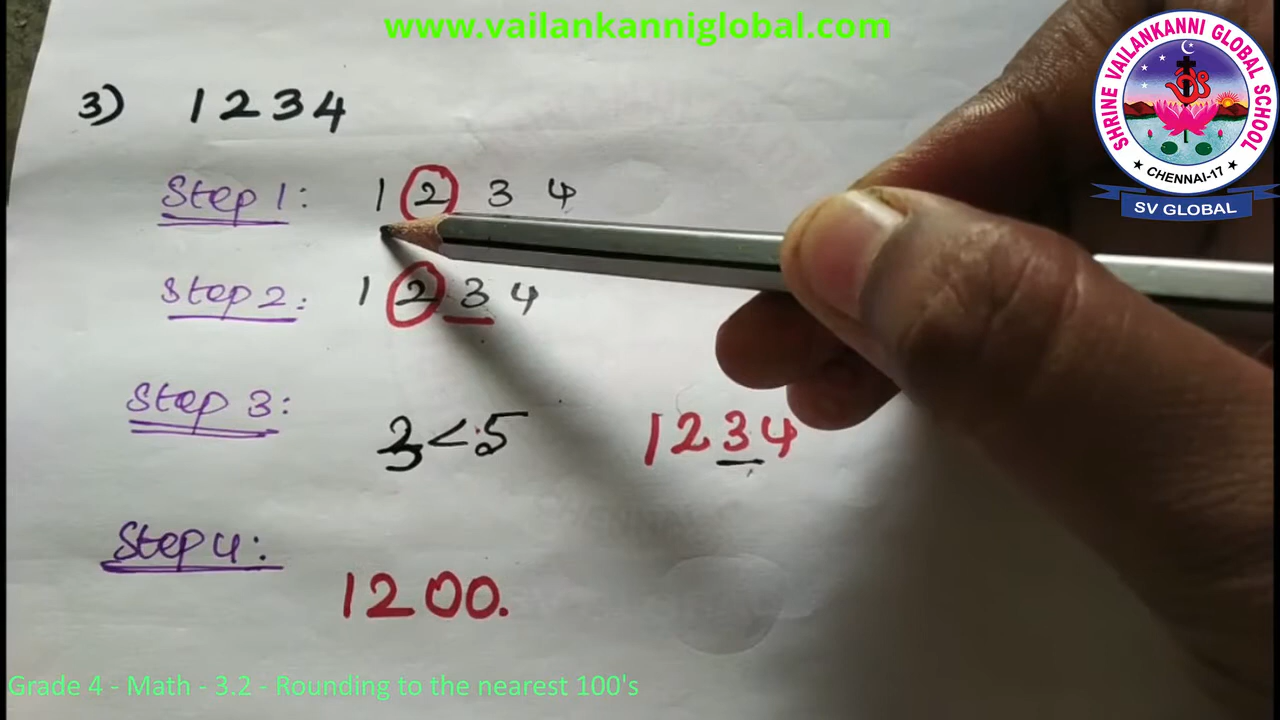 www.vailankanniglobal.com
SHRINE VAILANKANNI GLOBAL SCHOOL
★ CHENNAI-17 ★
SV GLOBAL
3) 1234
Step 1: 1 2 3 4
Step 2: 1 2 3 4
Step 3: 3<5 1234
Step 4:
1200.
Grade 4 - Math - 3.2 - Rounding to the nearest 100's